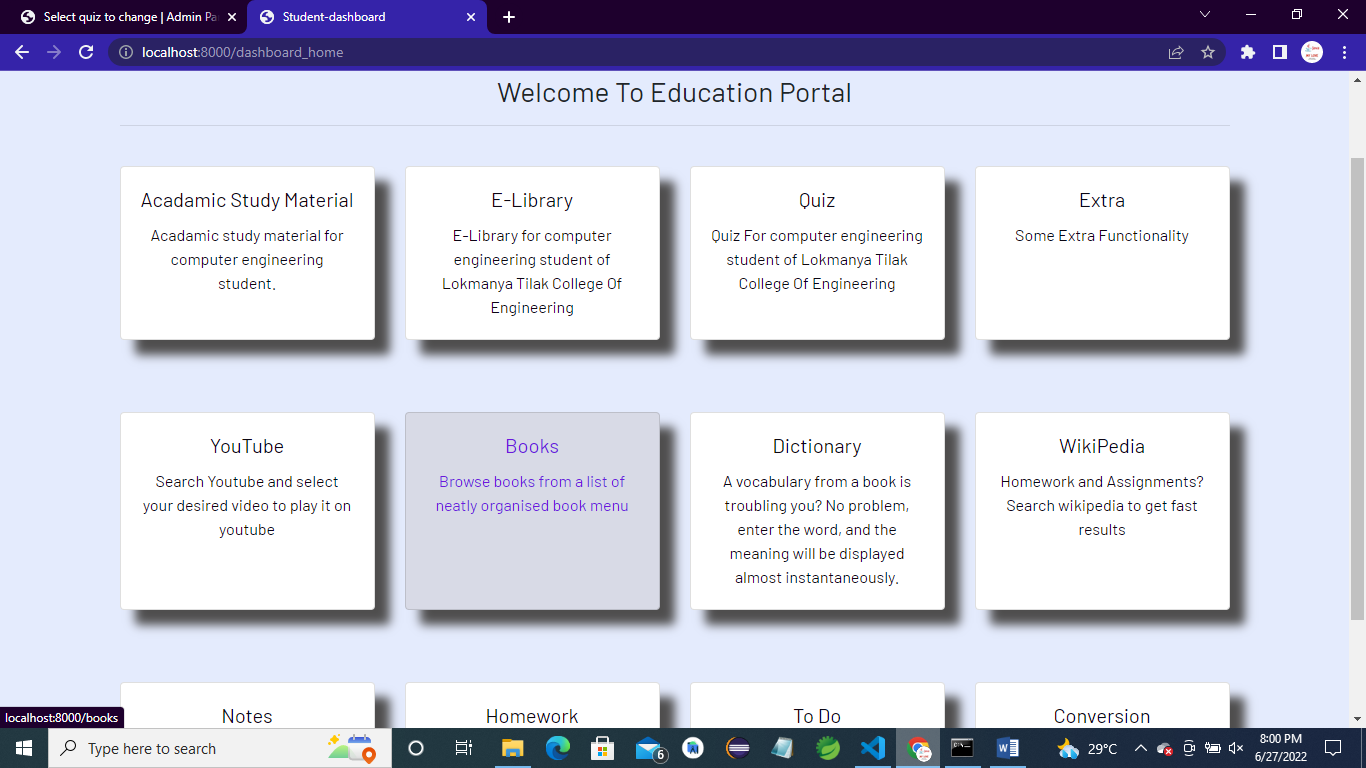 Select quiz to change | Admin Pa
Student-dashboard
localhost:8000/dashboard_home
Welcome To Education Portal
Acadamic Study Material
Acadamic study material for
computer engineering
student.
E-Library
E-Library for computer
engineering student of
Lokmanya Tilak College Of
Engineering
Quiz
Quiz For computer engineering
student of Lokmanya Tilak
College Of Engineering
Extra
Some Extra Functionality
YouTube
Search Youtube and select
your desired video to play it on
youtube
Books
Browse books from a list of
neatly organised book menu
Dictionary
A vocabulary from a book is
troubling you? No problem,
enter the word, and the
meaning will be displayed
almost instantaneously.
WikiPedia
Homework and Assignments?
Search wikipedia to get fast
results
Notes
Homework
To Do
Conversion
localhost:8000/books
Type here to search
6
29°C
8:00 PM
6/27/2022